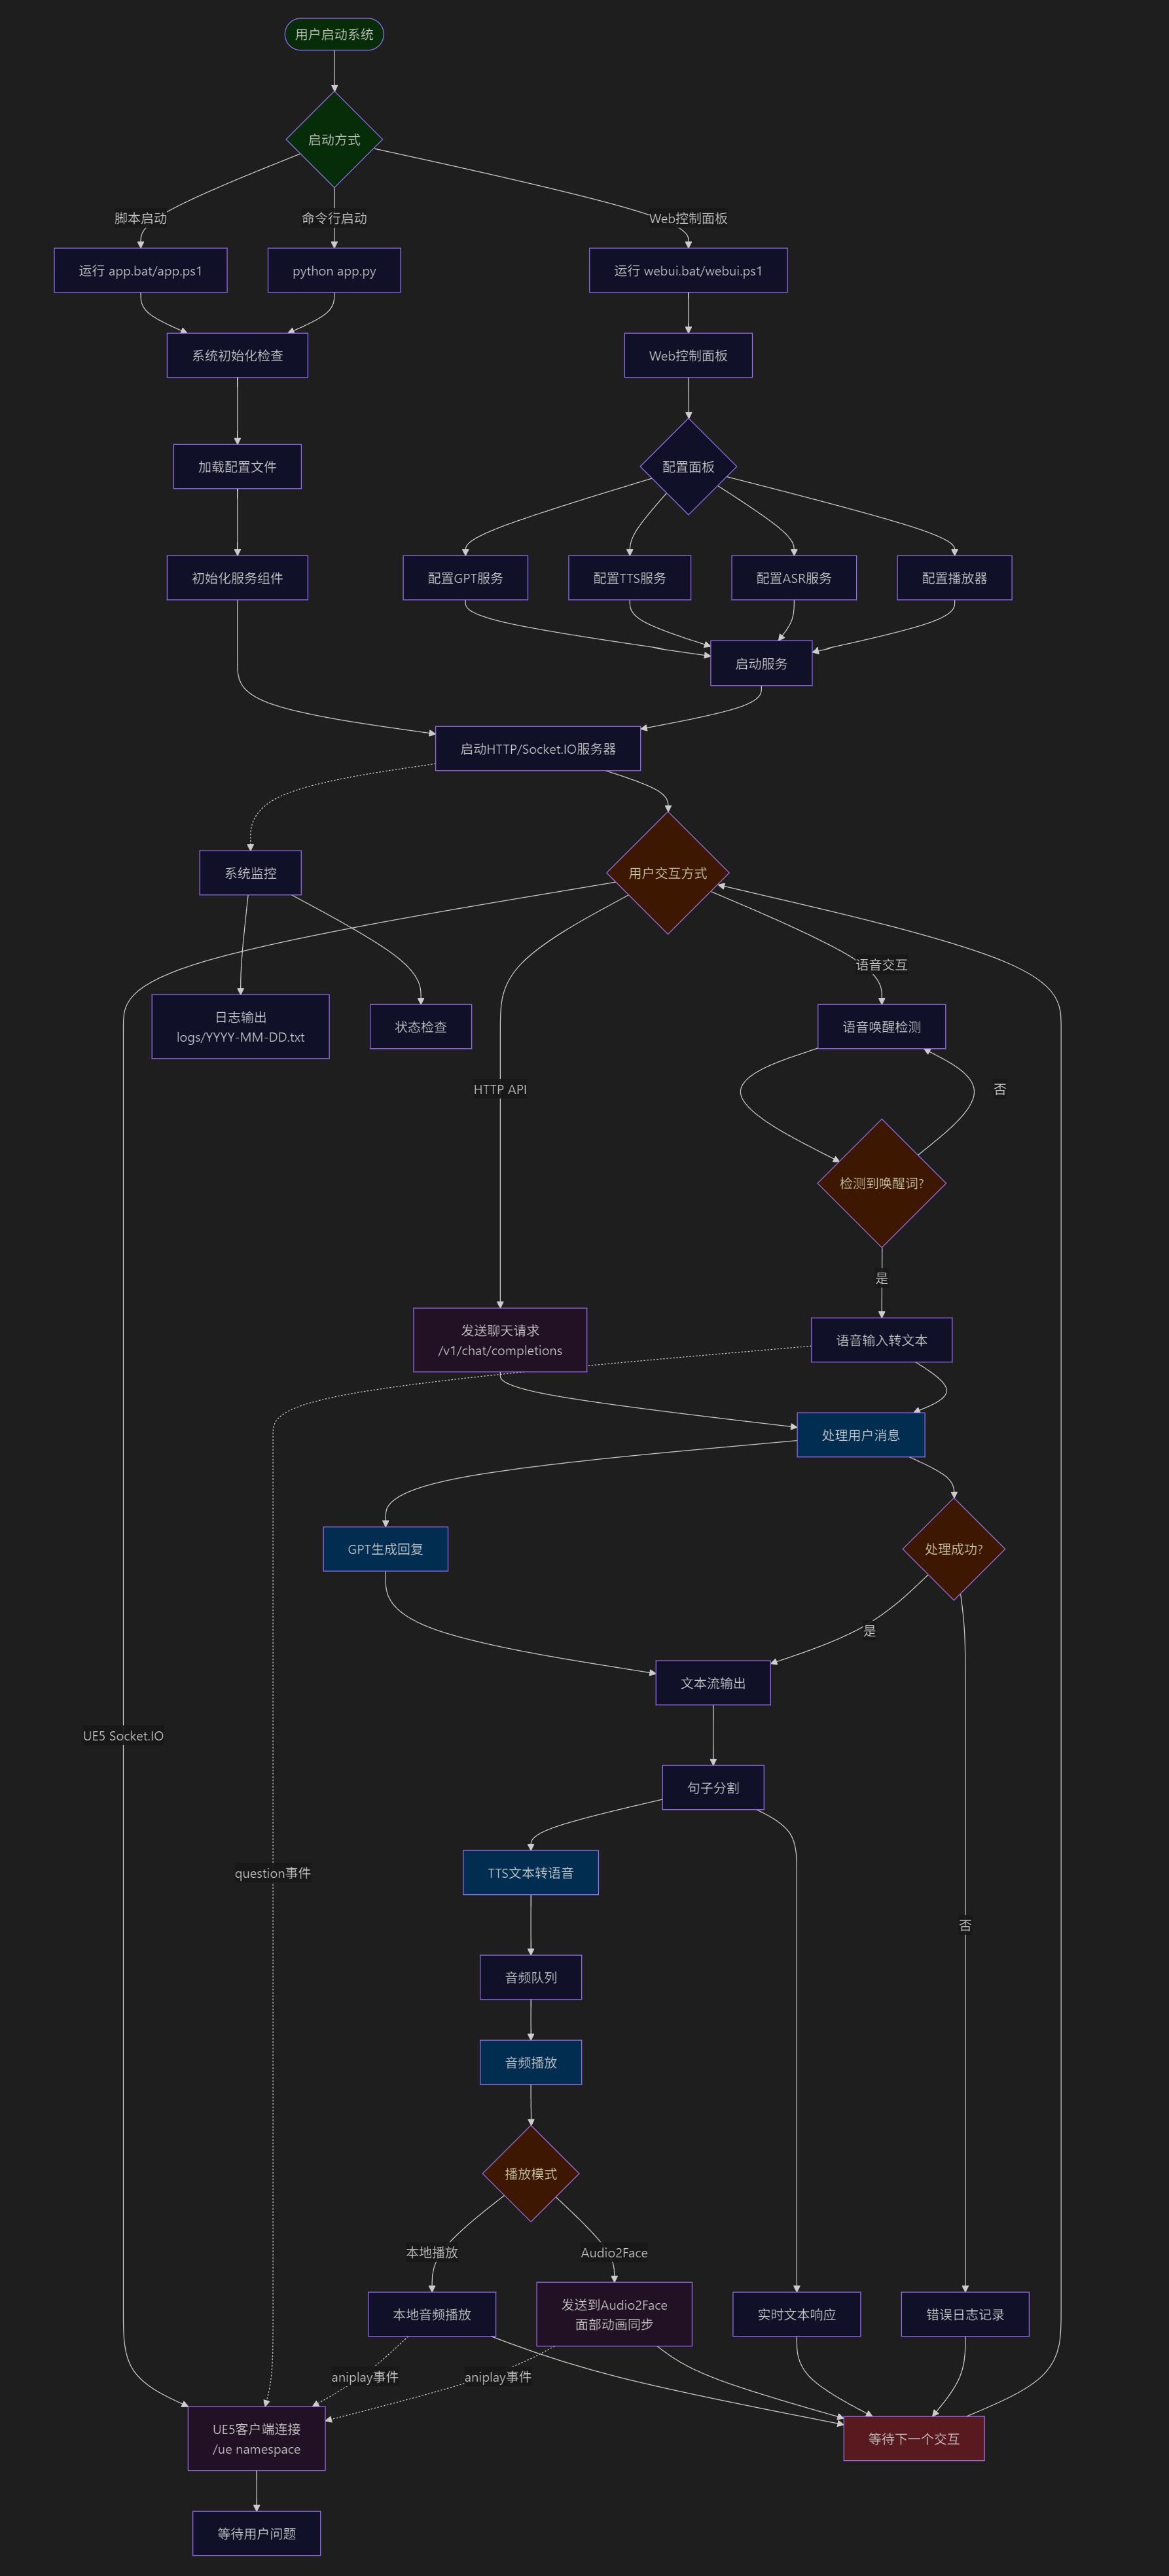 用户启动系统
启动方式
脚本启动
命令行启动
Web控制面板
运行 app.bat/app.ps1
python app.py
运行 webui.bat/webui.ps1
系统初始化检查
Web控制面板
加载配置文件
配置面板
初始化服务组件
配置GPT服务
配置TTS服务
配置ASR服务
配置播放器
启动服务
启动HTTP/Socket.IO服务器
系统监控
用户交互方式
语音交互
日志输出
logs/YYYY-MM-DD.txt
状态检查
语音唤醒检测
HTTP API
否
检测到唤醒词?
是
发送聊天请求
/v1/chat/completions
语音输入转文本
处理用户消息
GPT生成回复
处理成功?
是
文本流输出
UE5 Socket.IO
句子分割
question事件
TTS文本转语音
否
音频队列
音频播放
播放模式
本地播放
Audio2Face
本地音频播放
发送到Audio2Face
面部动画同步
实时文本响应
错误日志记录
aniplay事件
aniplay事件
UE5客户端连接
/ue namespace
等待下一个交互
等待用户问题